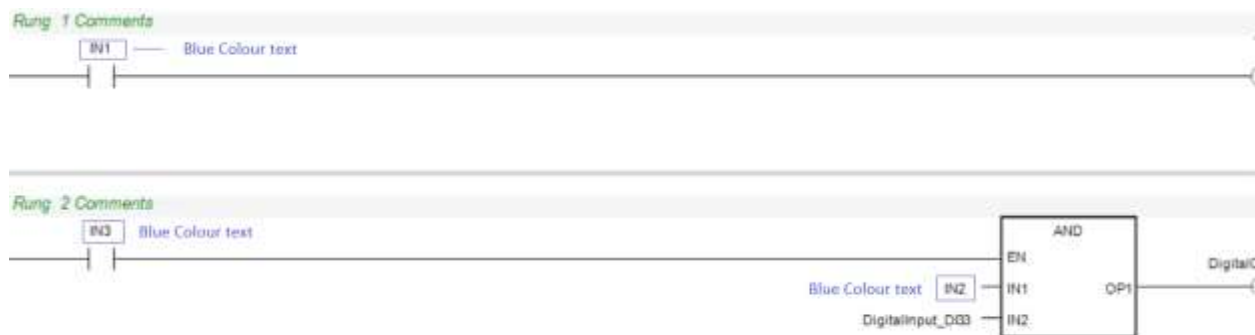 Rung 1 Comments
IN1 Blue Colour text
Rung 2 Comments
IN3 Blue Colour text
AND
EN
Blue Colour text IN2 IN1 OP1
IN2